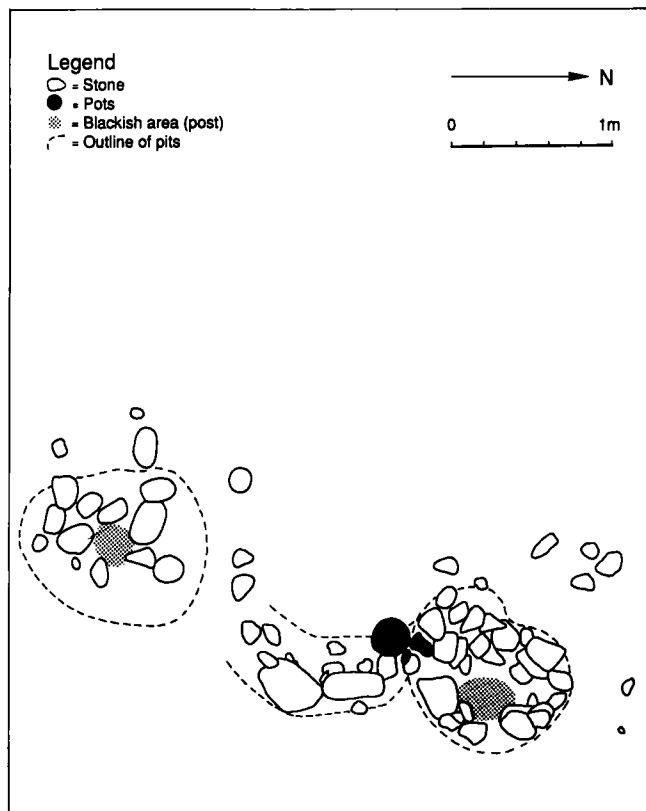 Legend
= Stone
= Pots
= Blackish area (post)
= Outline of pits
N
0 1m